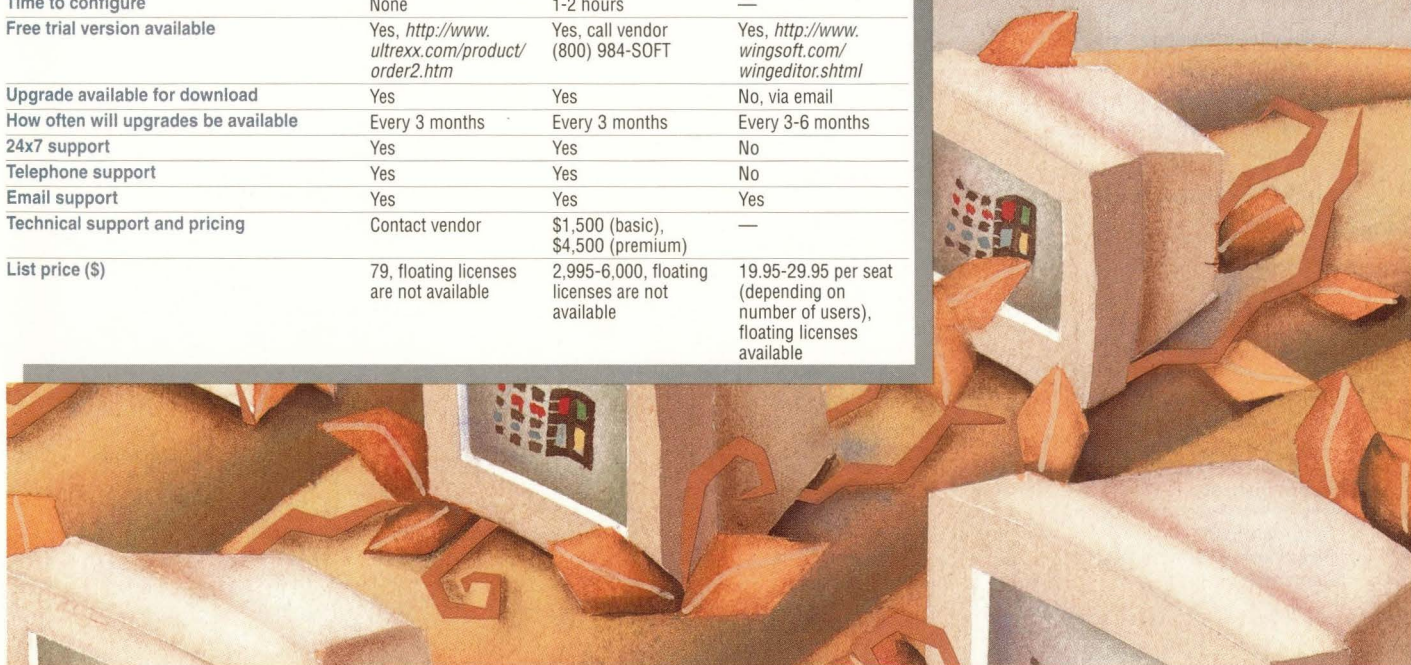 Time to configure None 1-2 hours —
Free trial version available Yes, http://www. Yes, call vendor Yes, http://www.
ultrexx.com/product/ (800) 984-SOFT wingsoft.com/
order2.htm wingeditor.shtml
Upgrade available for download Yes Yes No, via email
How often will upgrades be available Every 3 months Every 3 months Every 3-6 months
24x7 support Yes Yes No
Telephone support Yes Yes No
Email support Yes Yes Yes
Technical support and pricing Contact vendor $1,500 (basic), —
$4,500 (premium)
List price ($) 79, floating licenses 2,995-6,000, floating 19.95-29.95 per seat
are not available licenses are not (depending on
available number of users),
floating licenses
available